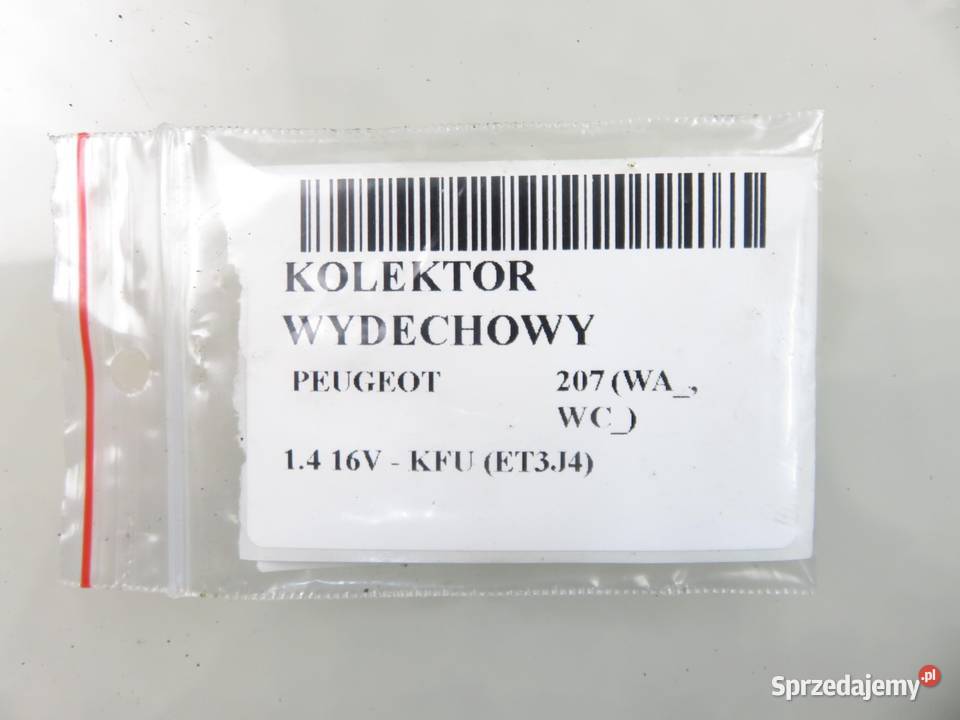 KOLEKTOR
WYDECHOWY
PEUGEOT 207 (WA_,
WC_)
1.4 16V - KFU (ET3J4)
Sprzedajemy.pl